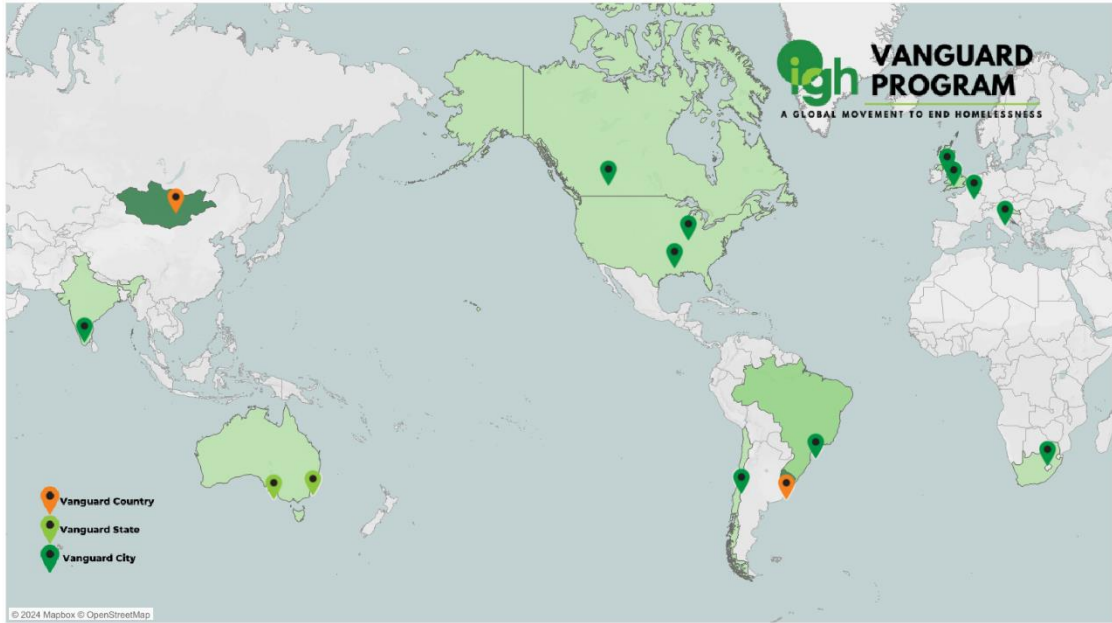 igh
VANGUARD
PROGRAM
A GLOBAL MOVEMENT TO END HOMELESSNESS
Vanguard Country
Vanguard State
Vanguard City
© 2024 Mapbox © OpenStreetMap